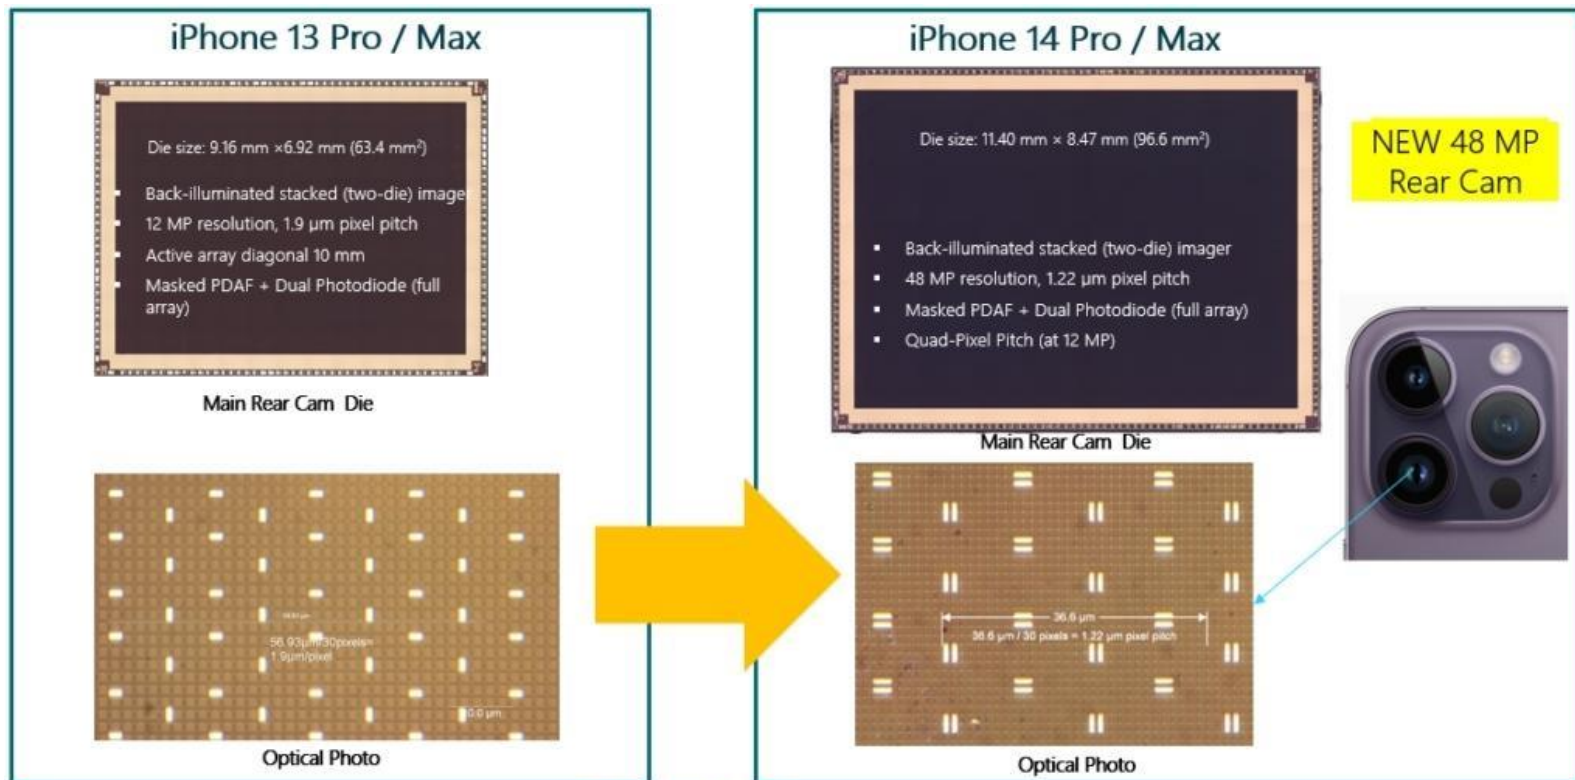 iPhone 13 Pro / Max
Die size: 9.16 mm ×6.92 mm (63.4 mm²)
▪ Back-illuminated stacked (two-die) imager
▪ 12 MP resolution, 1.9 µm pixel pitch
▪ Active array diagonal 10 mm
▪ Masked PDAF + Dual Photodiode (full
array)
Main Rear Cam Die
56.93µm/30pixels=
1.9µm/pixel
Optical Photo
iPhone 14 Pro / Max
Die size: 11.40 mm × 8.47 mm (96.6 mm²)
▪ Back-illuminated stacked (two-die) imager
▪ 48 MP resolution, 1.22 µm pixel pitch
▪ Masked PDAF + Dual Photodiode (full array)
▪ Quad-Pixel Pitch (at 12 MP)
Main Rear Cam Die
36.6 µm
36.6 µm / 30 pixels = 1.22 µm pixel pitch
Optical Photo
NEW 48 MP
Rear Cam